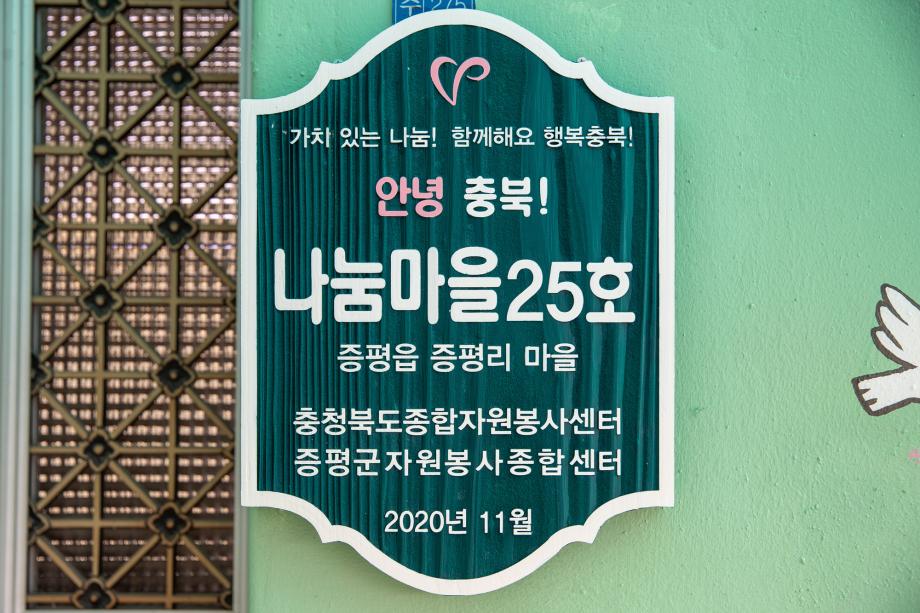 수 275
가치 있는 나눔! 함께해요 행복충북!
안녕 충북!
나눔마을25호
증평읍 증평리 마을
충청북도종합자원봉사센터
증평군자원봉사종합센터
2020년 11월